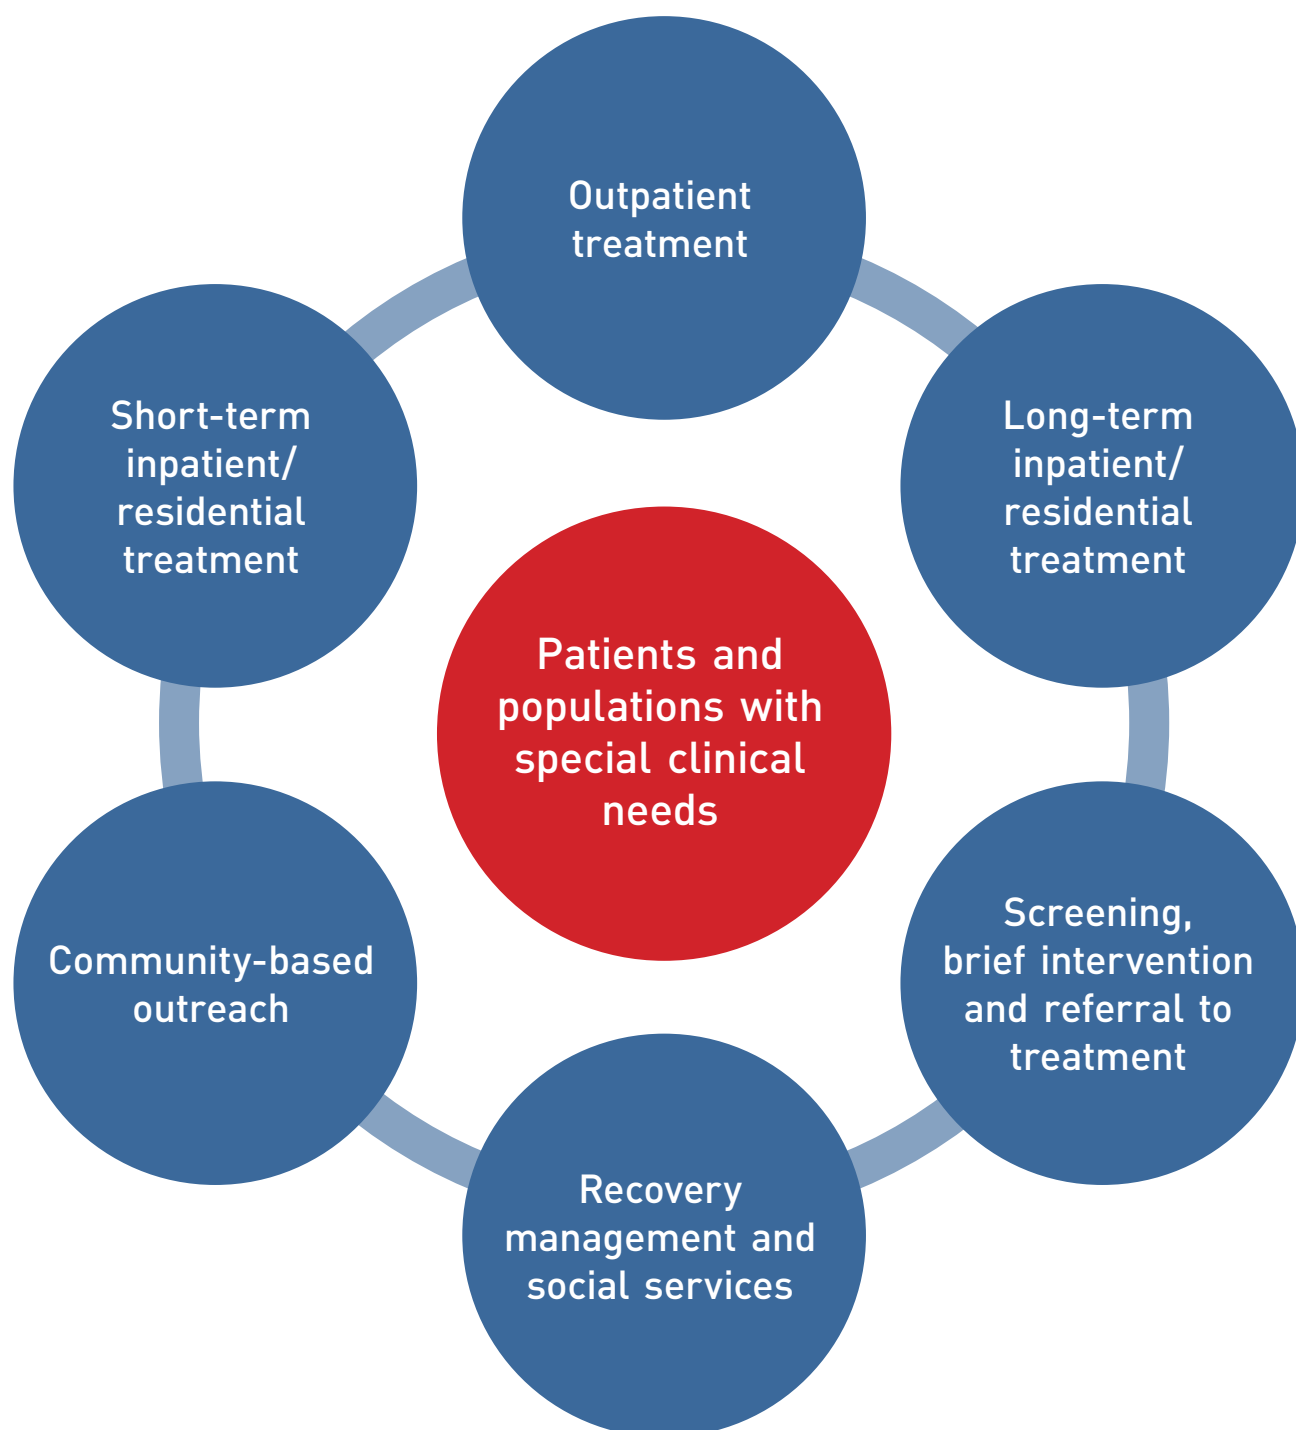 Outpatient
treatment
Short-term
inpatient/
residential
treatment
Long-term
inpatient/
residential
treatment
Patients and
populations with
special clinical
needs
Community-based
outreach
Screening,
brief intervention
and referral to
treatment
Recovery
management and
social services